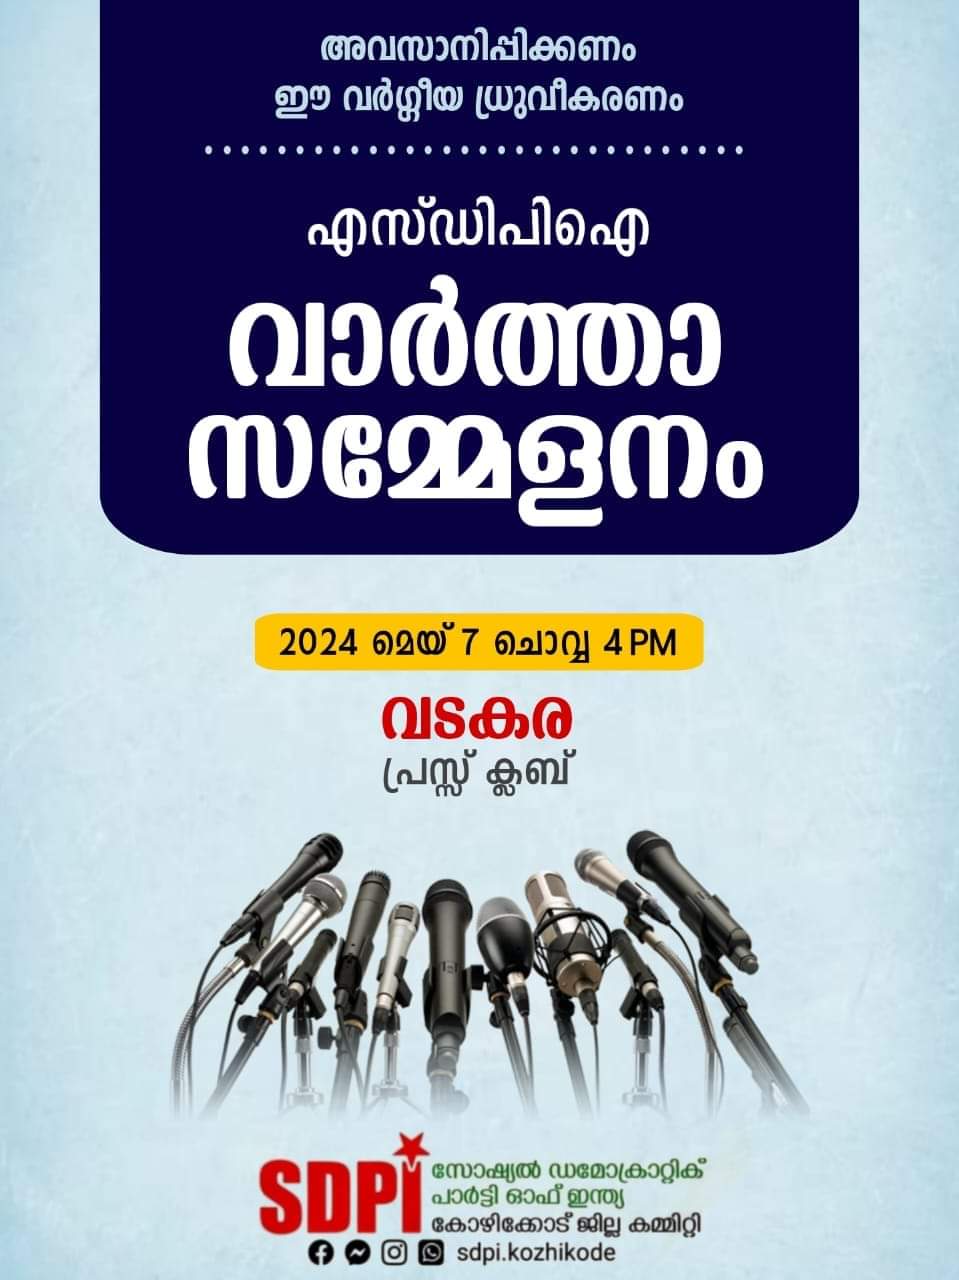 അവസാനിപ്പിക്കണം
ഈ വർഗ്ഗീയ ധ്രുവീകരണം
എസ്ഡിപിഐ
വാർത്താ
സമ്മേളനം
2024 മെയ് 7 ചൊവ്വ 4 PM
വടകര
പ്രസ്സ് ക്ലബ്
SDPI
സോഷ്യൽ ഡമോക്രാറ്റിക്
പാർട്ടി ഓഫ് ഇന്ത്യ
കോഴിക്കോട് ജില്ല കമ്മിറ്റി
sdpi.kozhikode